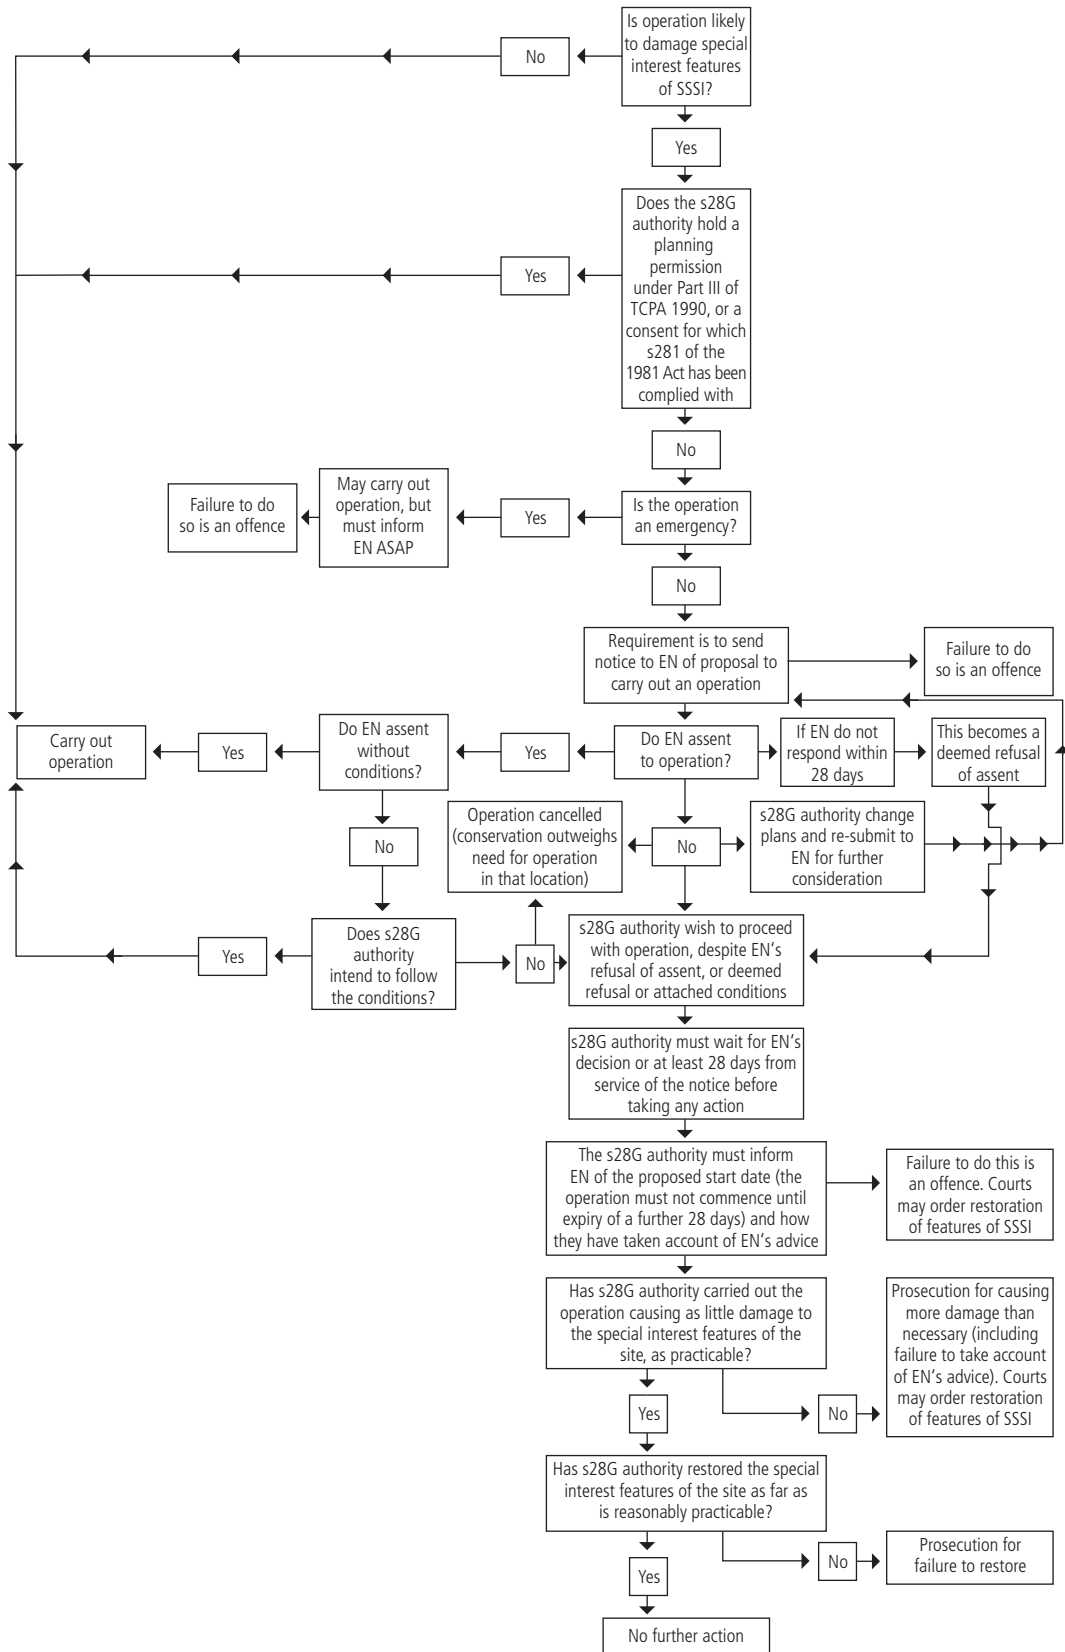 Is operation likely
to damage special
interest features
of SSSI?
No
Yes
Does the s28G
authority hold a
planning
permission
under Part III of
TCPA 1990, or a
consent for which
s281 of the
1981 Act has been
complied with
Yes
No
Is the operation
an emergency?
Yes
May carry out
operation, but
must inform
EN ASAP
Failure to do
so is an offence
No
Requirement is to send
notice to EN of proposal to
carry out an operation
Failure to do
so is an offence
Do EN assent
to operation?
Yes
Do EN assent
without
conditions?
Yes
Carry out
operation
If EN do not
respond within
28 days
This becomes a
deemed refusal
of assent
No
No
Operation cancelled
(conservation outweighs
need for operation
in that location)
s28G authority change
plans and re-submit to
EN for further
consideration
Does s28G
authority
intend to follow
the conditions?
Yes
No
s28G authority wish to proceed
with operation, despite EN's
refusal of assent, or deemed
refusal or attached conditions
s28G authority must wait for EN's
decision or at least 28 days from
service of the notice before
taking any action
The s28G authority must inform
EN of the proposed start date (the
operation must not commence until
expiry of a further 28 days) and how
they have taken account of EN's advice
Failure to do this is
an offence. Courts
may order restoration
of features of SSSI
Has s28G authority carried out the
operation causing as little damage to
the special interest features of the
site, as practicable?
Prosecution for causing
more damage than
necessary (including
failure to take account
of EN's advice). Courts
may order restoration
of features of SSSI
Yes
No
Has s28G authority restored the special
interest features of the site as far as
is reasonably practicable?
No
Prosecution for
failure to restore
Yes
No further action